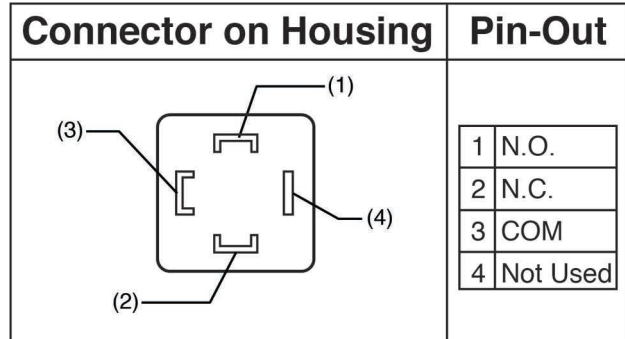 Connector on Housing
Pin-Out
(1)
(3)
(4)
(2)
1 N.O.
2 N.C.
3 COM
4 Not Used